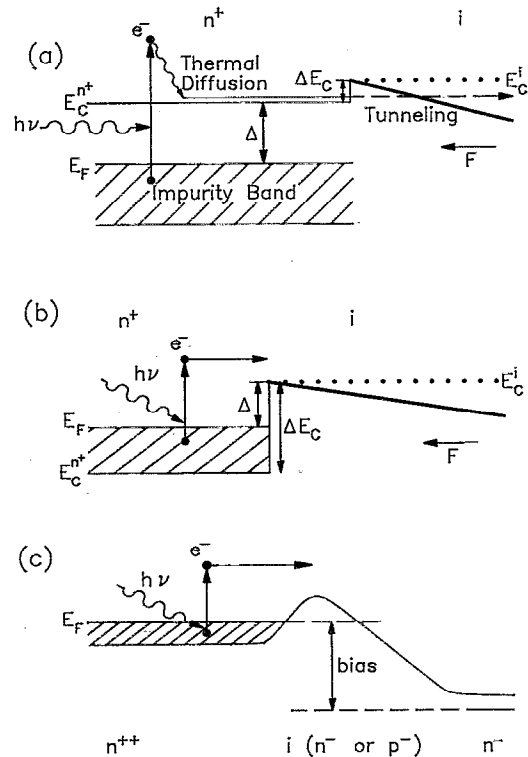 (a)
n⁺
i
e⁻
Thermal
Diffusion
ΔE_C
E_C^i
E_C^n⁺
Tunneling
hν
Δ
F
E_F
Impurity Band
(b)
n⁺
i
e⁻
hν
E_C^i
Δ
ΔE_C
E_F
F
E_C^n⁺
(c)
e⁻
hν
E_F
bias
n⁺⁺
i (n⁻ or p⁻)
n⁻